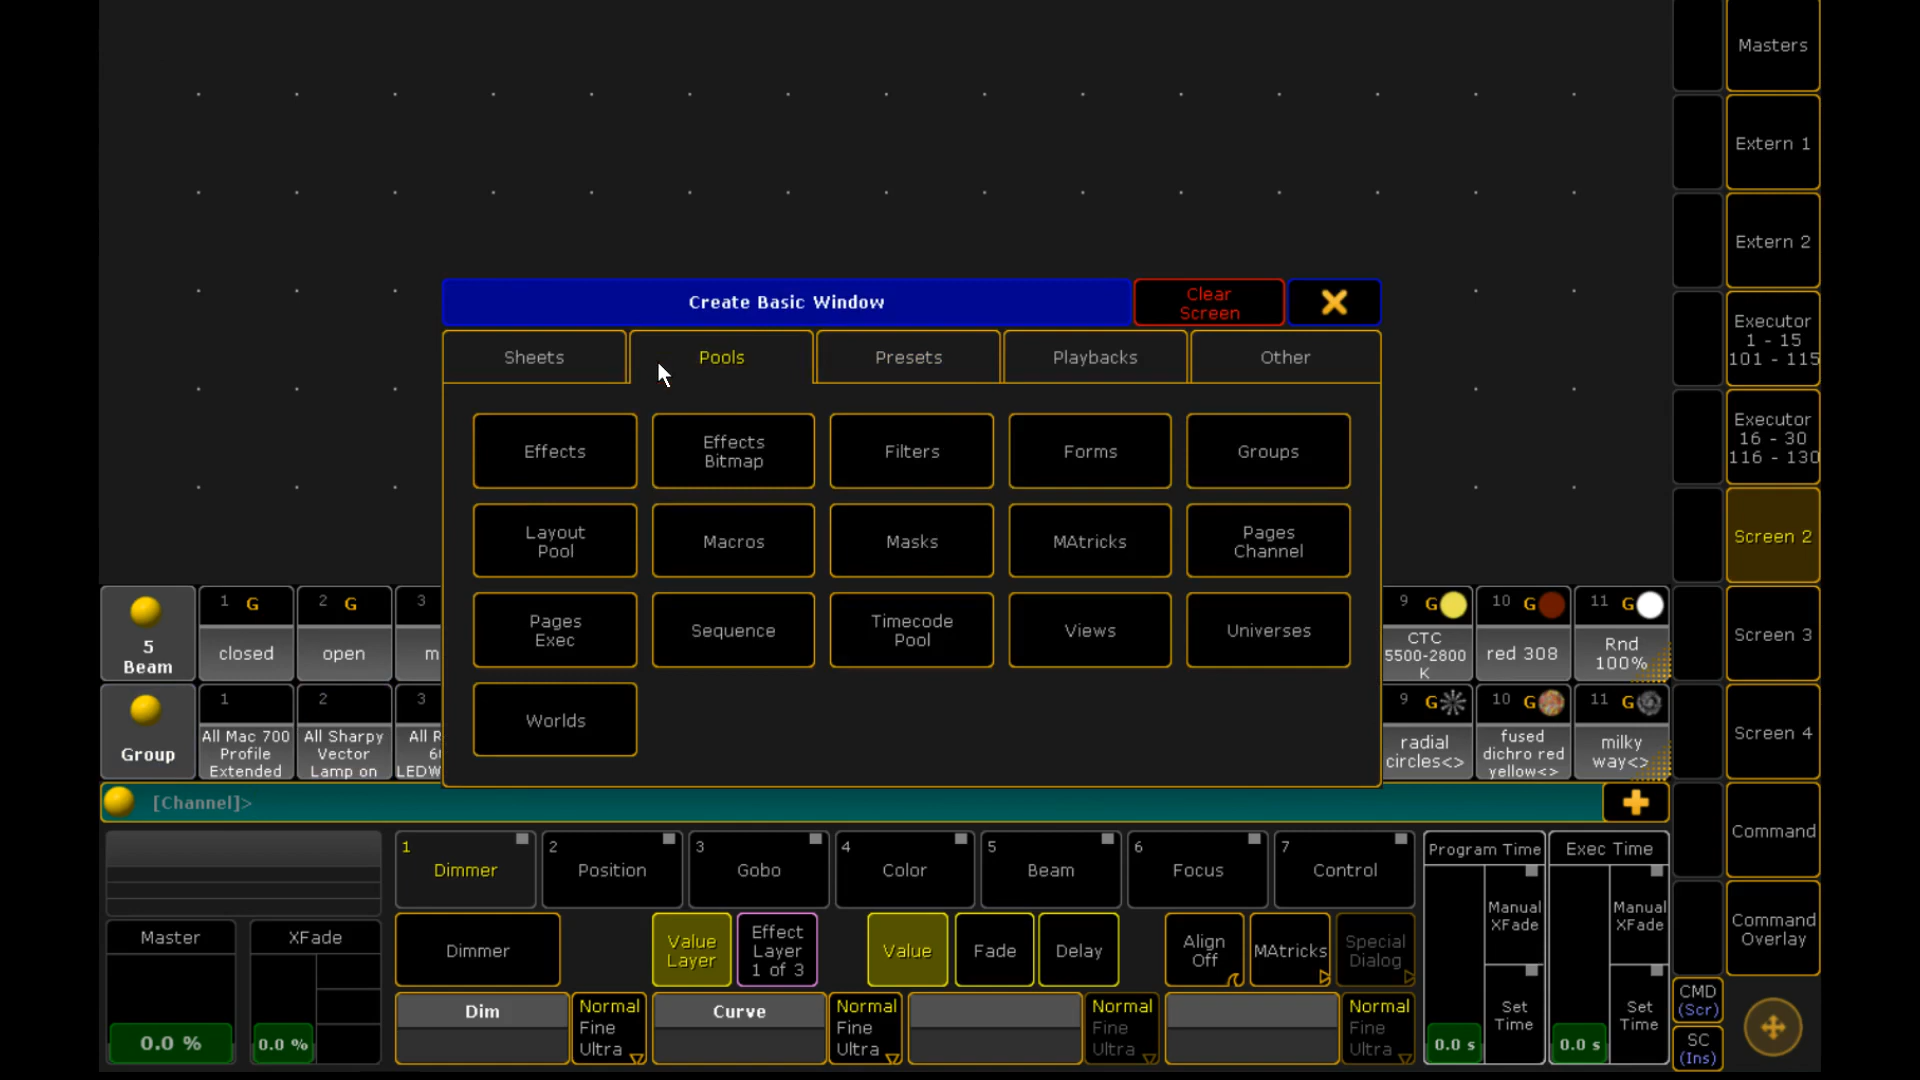 Masters
Extern 1
Extern 2
Executor
1 - 15
101 - 115
Executor
16 - 30
116 - 130
Screen 2
Screen 3
Screen 4
Command
Command
Overlay
Create Basic Window
Clear
Screen
Sheets
Pools
Presets
Playbacks
Other
Effects
Effects
Bitmap
Filters
Forms
Groups
Layout
Pool
Macros
Masks
MAtricks
Pages
Channel
Pages
Exec
Sequence
Timecode
Pool
Views
Universes
Worlds
5
Beam
1 G
closed
2 G
open
3
m
9 G
CTC
5500-2800
K
10 G
red 308
11 G
Rnd
100%
Group
1
All Mac 700
Profile
Extended
2
All Sharpy
Vector
Lamp on
3
All R
6
LEDW
9 G
radial
circles<>
10 G
fused
dichro red
yellow<>
11 G
milky
way<>
[Channel]>
1
Dimmer
2
Position
3
Gobo
4
Color
5
Beam
6
Focus
7
Control
Program Time
Exec Time
Master
XFade
Dimmer
Value
Layer
Effect
Layer
1 of 3
Value
Fade
Delay
Align
Off
MAtricks
Special
Dialog
Manual
XFade
Manual
XFade
Dim
Normal
Fine
Ultra
Curve
Normal
Fine
Ultra
Normal
Fine
Ultra
Normal
Fine
Ultra
0.0 %
0.0 %
0.0 s
Set
Time
0.0 s
Set
Time
CMD
(Scr)
SC
(Ins)